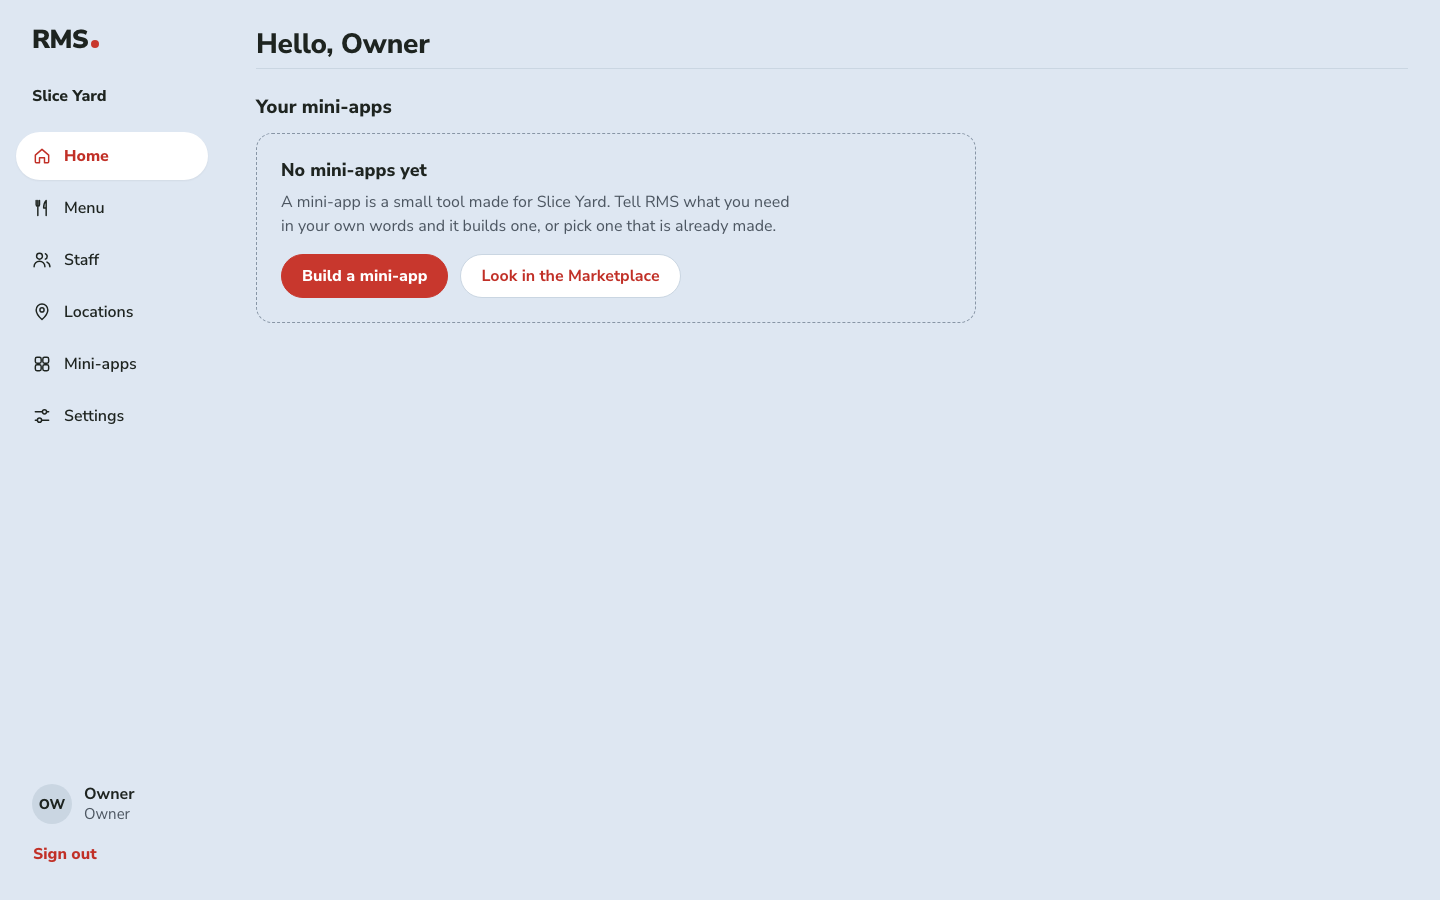 RMS.
Slice Yard
Home
Menu
Staff
Locations
Mini-apps
Settings
OW
Owner
Owner
Sign out
Hello, Owner
Your mini-apps
No mini-apps yet
A mini-app is a small tool made for Slice Yard. Tell RMS what you need
in your own words and it builds one, or pick one that is already made.
Build a mini-app
Look in the Marketplace